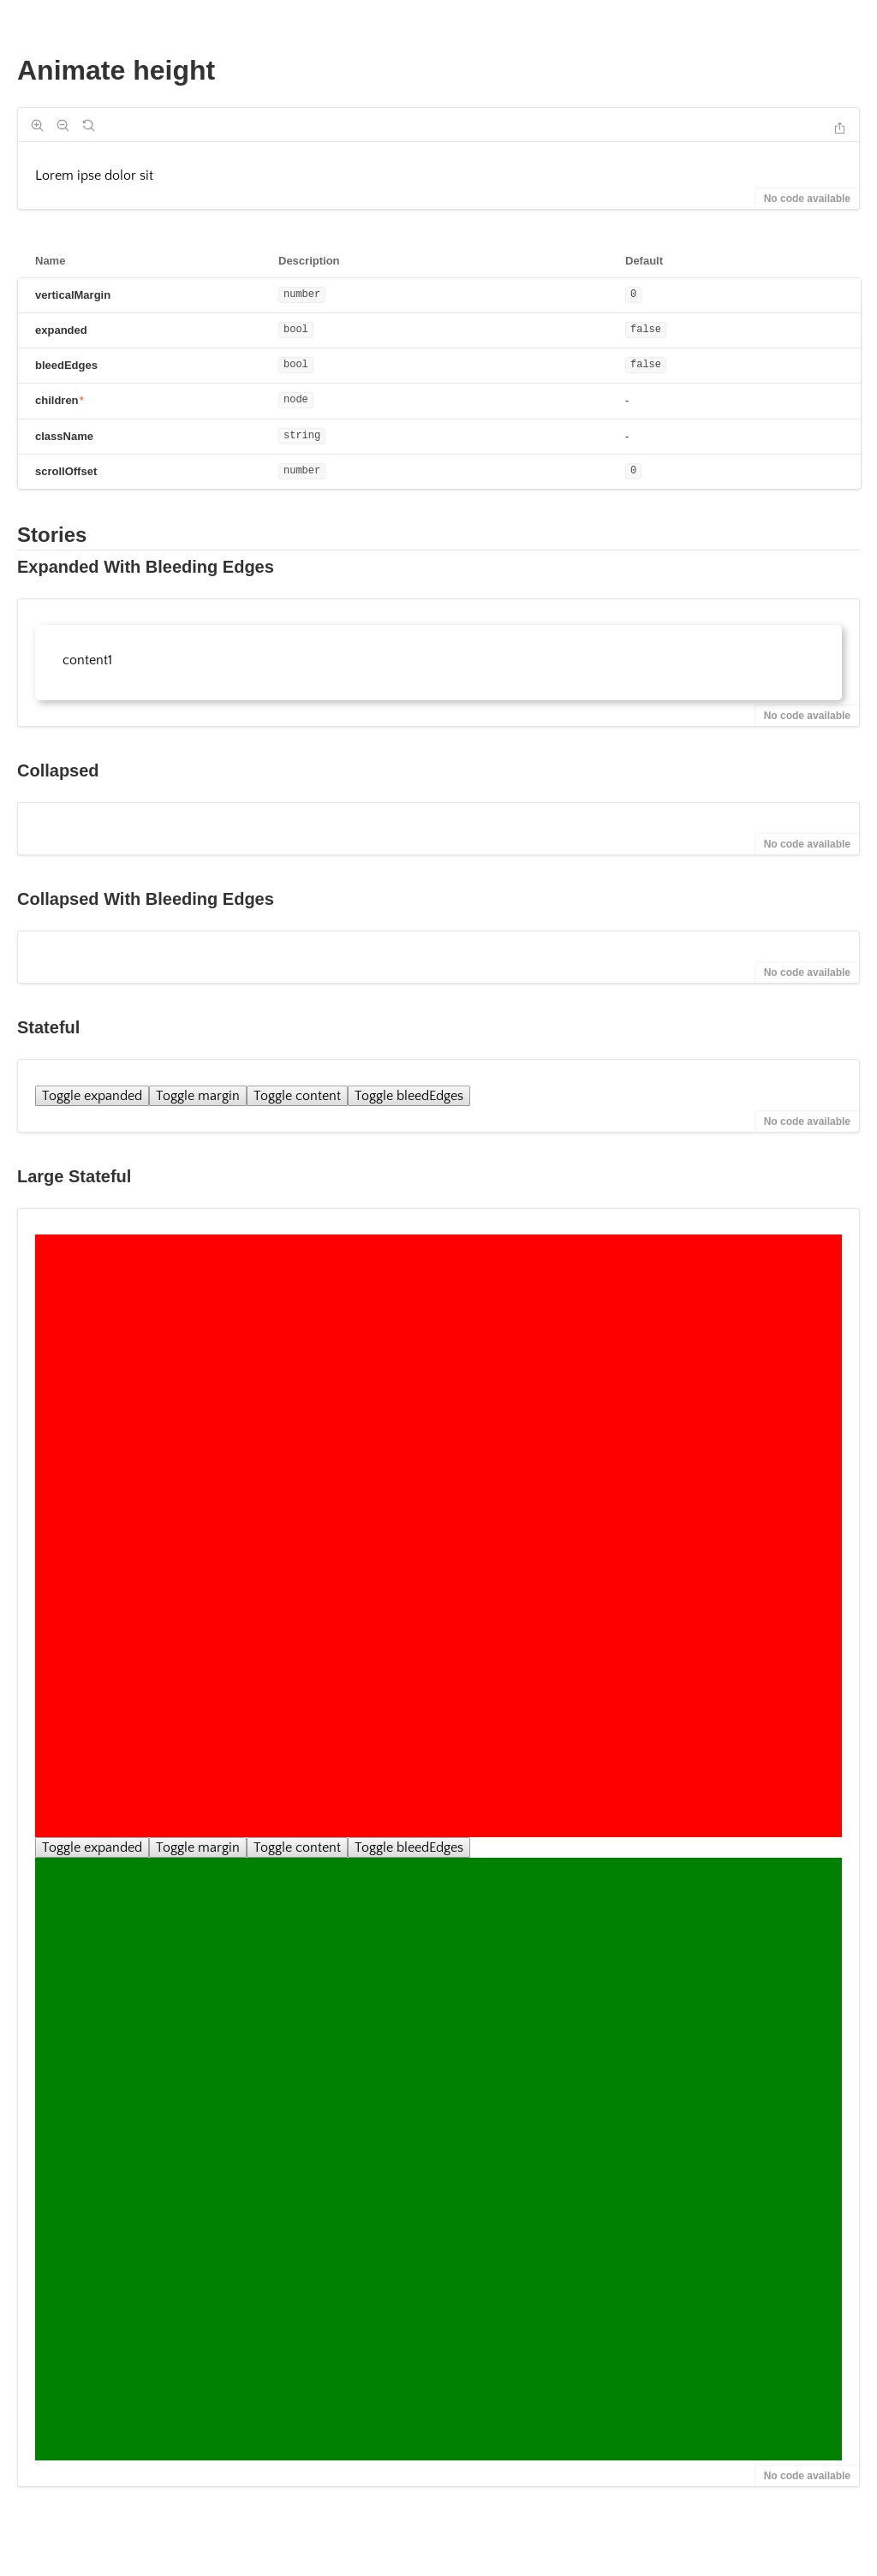 Animate height
Lorem ipse dolor sit
No code available
Name Description Default
verticalMargin number 0
expanded bool false
bleedEdges bool false
children* node -
className string -
scrollOffset number 0
Stories
Expanded With Bleeding Edges
content1
No code available
Collapsed
No code available
Collapsed With Bleeding Edges
No code available
Stateful
Toggle expanded Toggle margin Toggle content Toggle bleedEdges
No code available
Large Stateful
Toggle expanded Toggle margin Toggle content Toggle bleedEdges
No code available